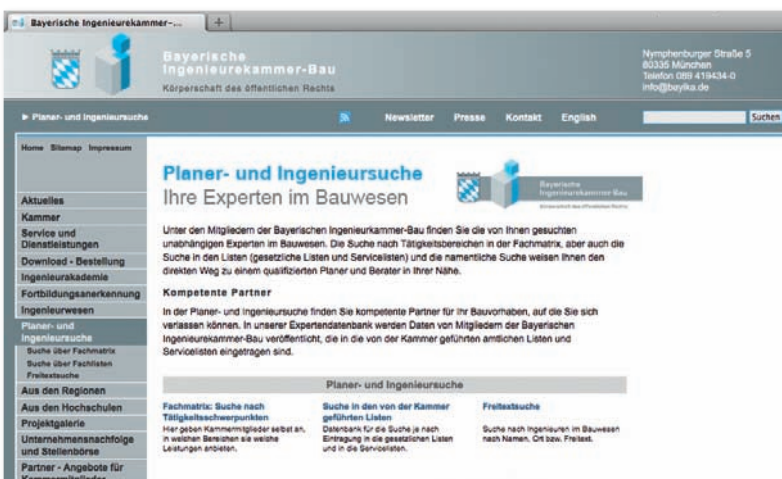 Bayerische Ingenieurekammer-...
Bayerische
Ingenieurekammer-Bau
Körperschaft des öffentlichen Rechts
Nymphenburger Straße 5
80335 München
Telefon 089 419434-0
info@bayika.de
Planer- und Ingenieursuche
Newsletter Presse Kontakt English
Suchen
Home Sitemap Impressum
Aktuelles
Kammer
Service und
Dienstleistungen
Download - Bestellung
Ingenieurakademie
Fortbildungsanerkennung
Ingenieurwesen
Planer- und
Ingenieursuche
Suche über Fachmatrix
Suche über Fachlisten
Freitextsuche
Aus den Regionen
Aus den Hochschulen
Projektgalerie
Unternehmensnachfolge
und Stellenbörse
Partner - Angebote für
Kammermitglieder
Planer- und Ingenieursuche
Ihre Experten im Bauwesen
Bayerische
Ingenieurekammer-Bau
Körperschaft des öffentlichen Rechts
Unter den Mitgliedern der Bayerischen Ingenieurkammer-Bau finden Sie die von Ihnen gesuchten
unabhängigen Experten im Bauwesen. Die Suche nach Tätigkeitsbereichen in der Fachmatrix, aber auch die
Suche in den Listen (gesetzliche Listen und Servicelisten) und die namentliche Suche weisen Ihnen den
direkten Weg zu einem qualifizierten Planer und Berater in Ihrer Nähe.
Kompetente Partner
In der Planer- und Ingenieursuche finden Sie kompetente Partner für Ihr Bauvorhaben, auf die Sie sich
verlassen können. In unserer Expertendatenbank werden Daten von Mitgliedern der Bayerischen
Ingenieurekammer-Bau veröffentlicht, die in die von der Kammer geführten amtlichen Listen und
Servicelisten eingetragen sind.
Planer- und Ingenieursuche
Fachmatrix: Suche nach
Tätigkeitsschwerpunkten
Hier geben Kammermitglieder selbst an,
in welchen Bereichen sie welche
Leistungen anbieten.
Suche in den von der Kammer
geführten Listen
Datenbank für die Suche je nach
Eintragung in die gesetzlichen Listen
und in die Servicelisten.
Freitextsuche
Suche nach Ingenieuren im Bauwesen
nach Namen, Ort bzw. Freitext.